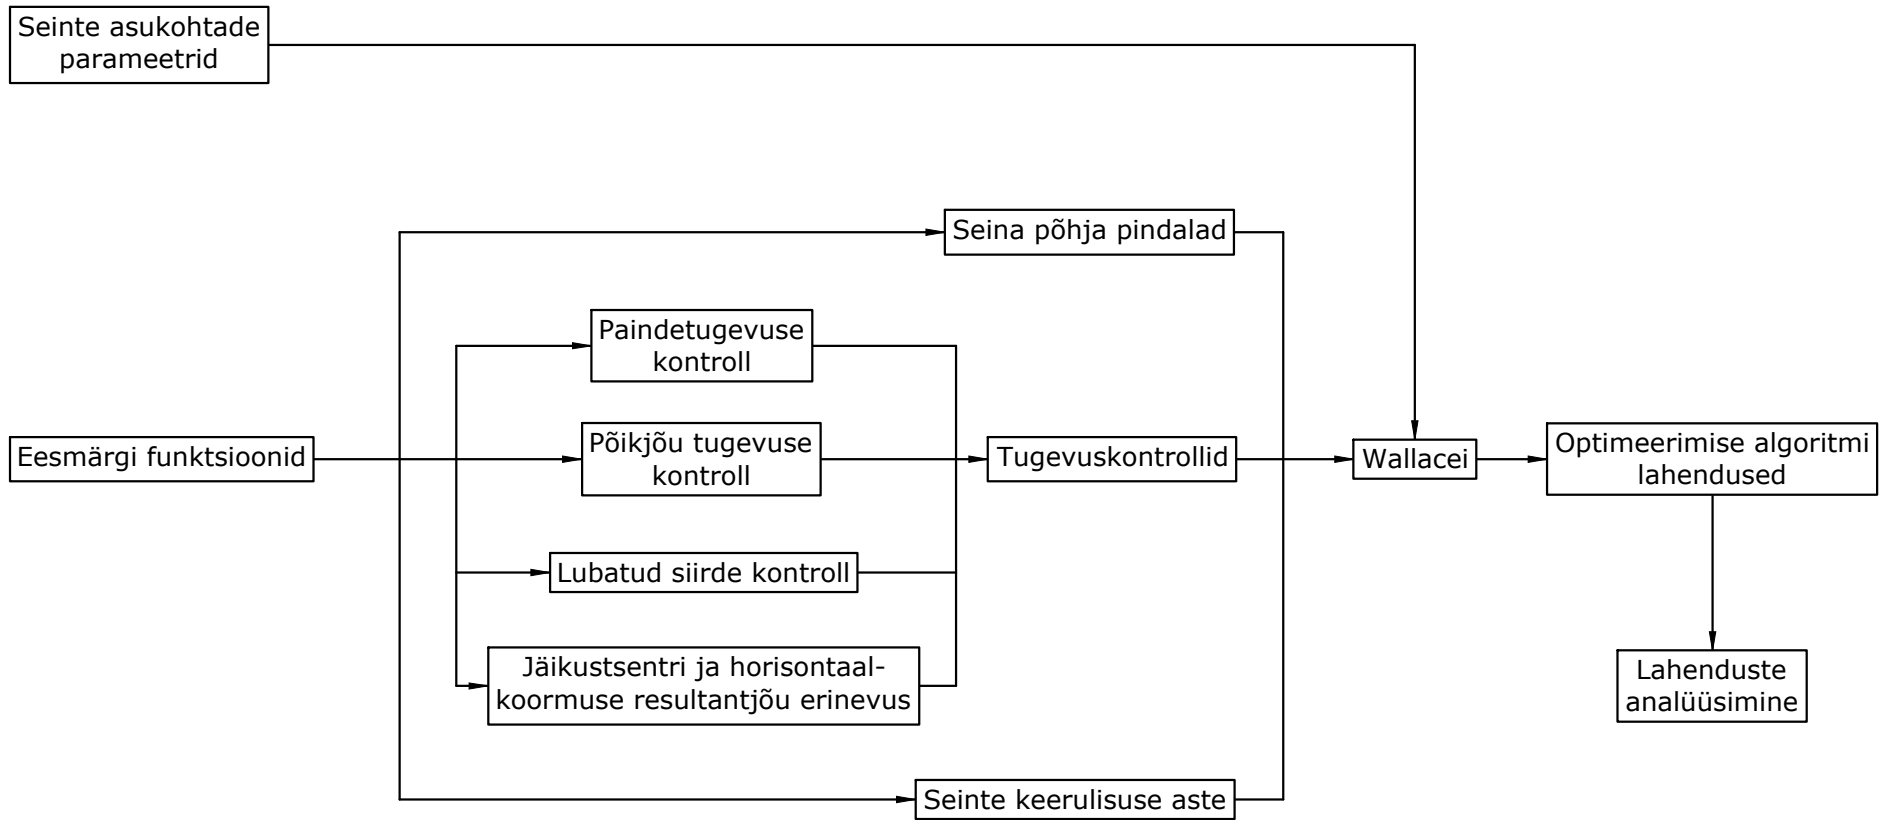 Seinte asukohtade
parameetrid
Seina põhja pindalad
Paindetugevuse
kontroll
Eesmärgi funktsioonid
Põikjõu tugevuse
kontroll
Tugevuskontrollid
Wallacei
Optimeerimise algoritmi
lahendused
Lubatud siirde kontroll
Jäikustsentri ja horisontaal-
koormuse resultantjõu erinevus
Lahenduste
analüüsimine
Seinte keerulisuse aste